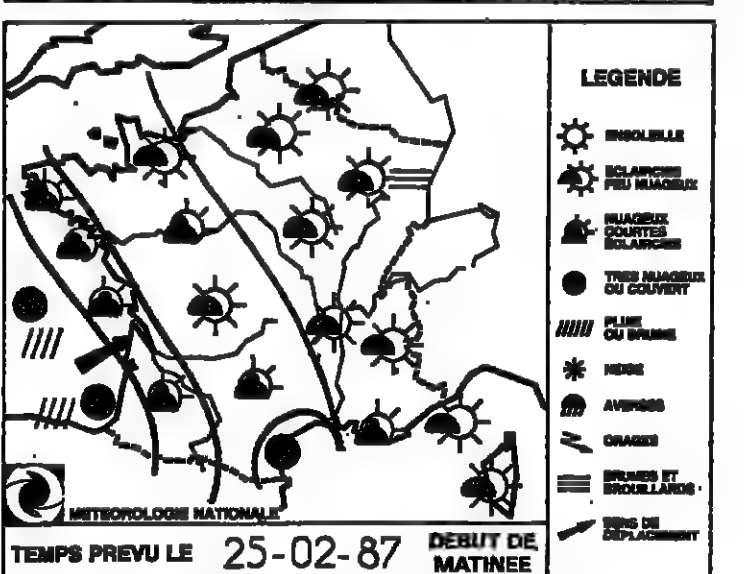 LEGENDE
ENSOLEILLE
ECLAIRCIES
PEU NUAGEUX
NUAGEUX
COURTES
ECLAIRCIES
TRES NUAGEUX
OU COUVERT
PLUIE
OU BRUINE
NEIGE
AVERSES
ORAGES
BRUMES ET
BROUILLARDS
SENS DE
DEPLACEMENT
METEOROLOGIE NATIONALE
TEMPS PREVU LE 25-02-87 DEBUT DE
MATINEE